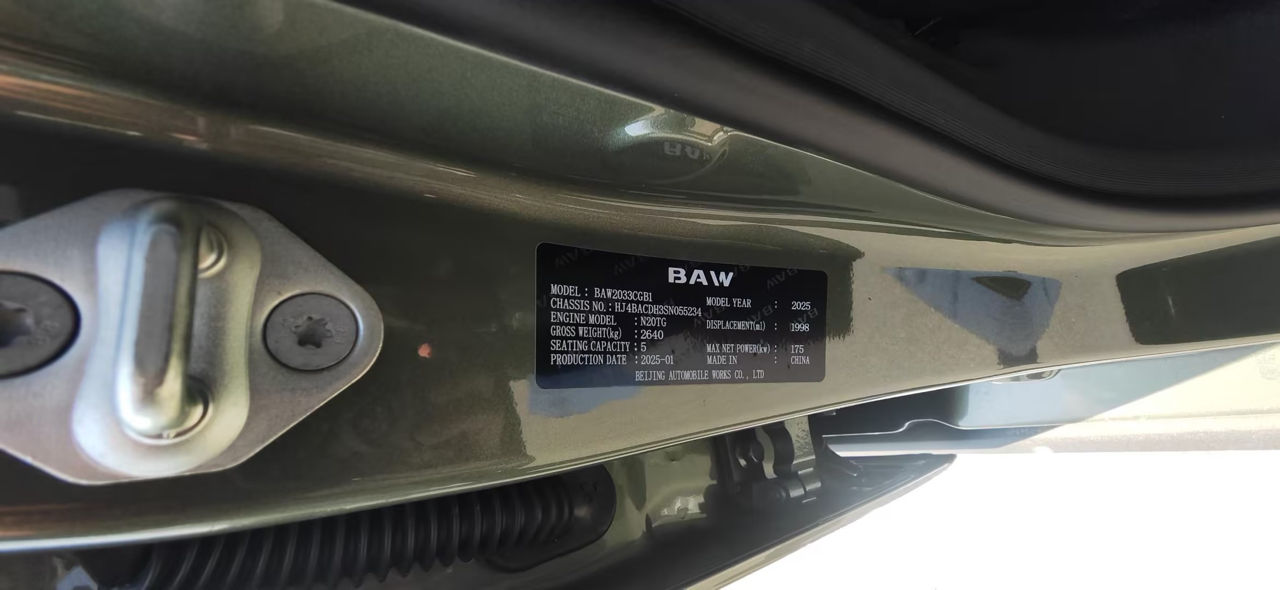 BAW
MODEL : BAW2033CGB1
CHASSIS NO. : HJ4BACDH3SN055234 MODEL YEAR : 2025
ENGINE MODEL : N20TG DISPLACEMENT(ml) : 1998
GROSS WEIGHT(kg) : 2640
SEATING CAPACITY : 5 MAX NET POWER(kw) : 175
PRODUCTION DATE : 2025-01 MADE IN : CHINA
BEIJING AUTOMOBILE WORKS CO., LTD